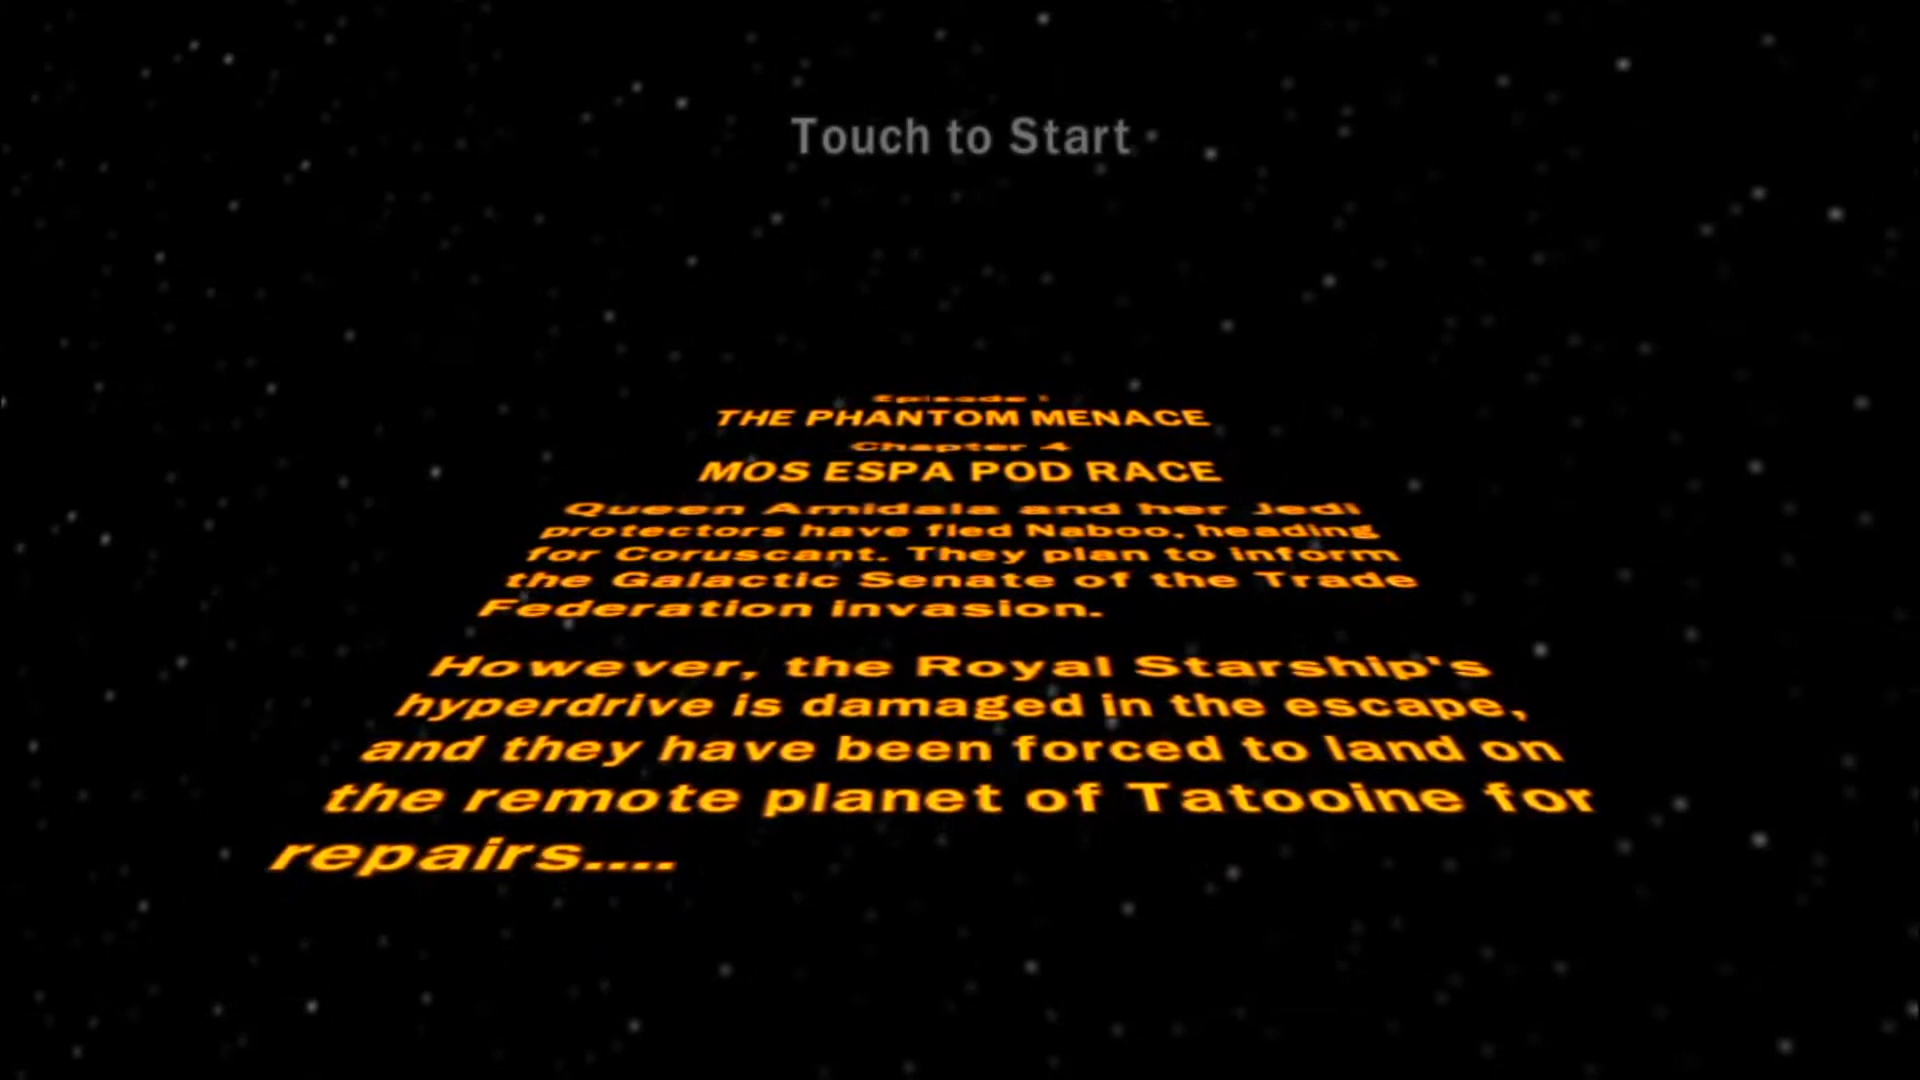 Touch to Start
Episode I
THE PHANTOM MENACE
Chapter 4
MOS ESPA POD RACE
Queen Amidala and her Jedi
protectors have fled Naboo, heading
for Coruscant. They plan to inform
the Galactic Senate of the Trade
Federation invasion.
However, the Royal Starship's
hyperdrive is damaged in the escape,
and they have been forced to land on
the remote planet of Tatooine for
repairs....